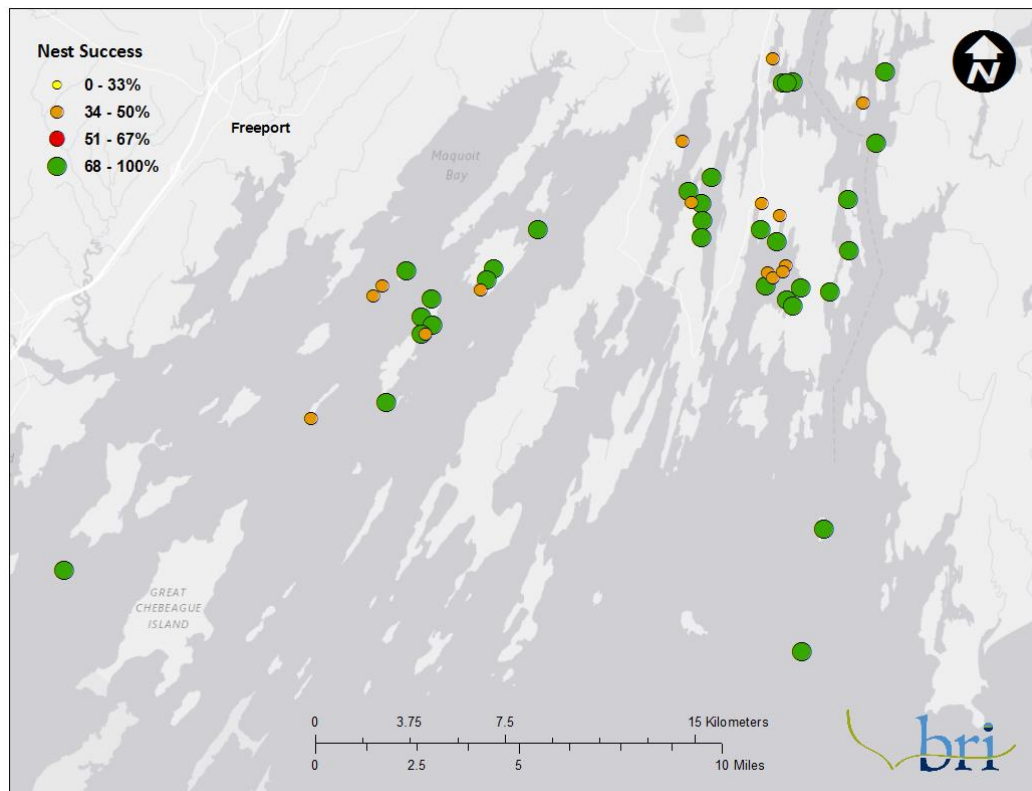 Nest Success
0 - 33%
34 - 50%
51 - 67%
68 - 100%
Freeport
Maquoit
Bay
N
GREAT
CHEBEAGUE
ISLAND
0 3.75 7.5 15 Kilometers
0 2.5 5 10 Miles
bri